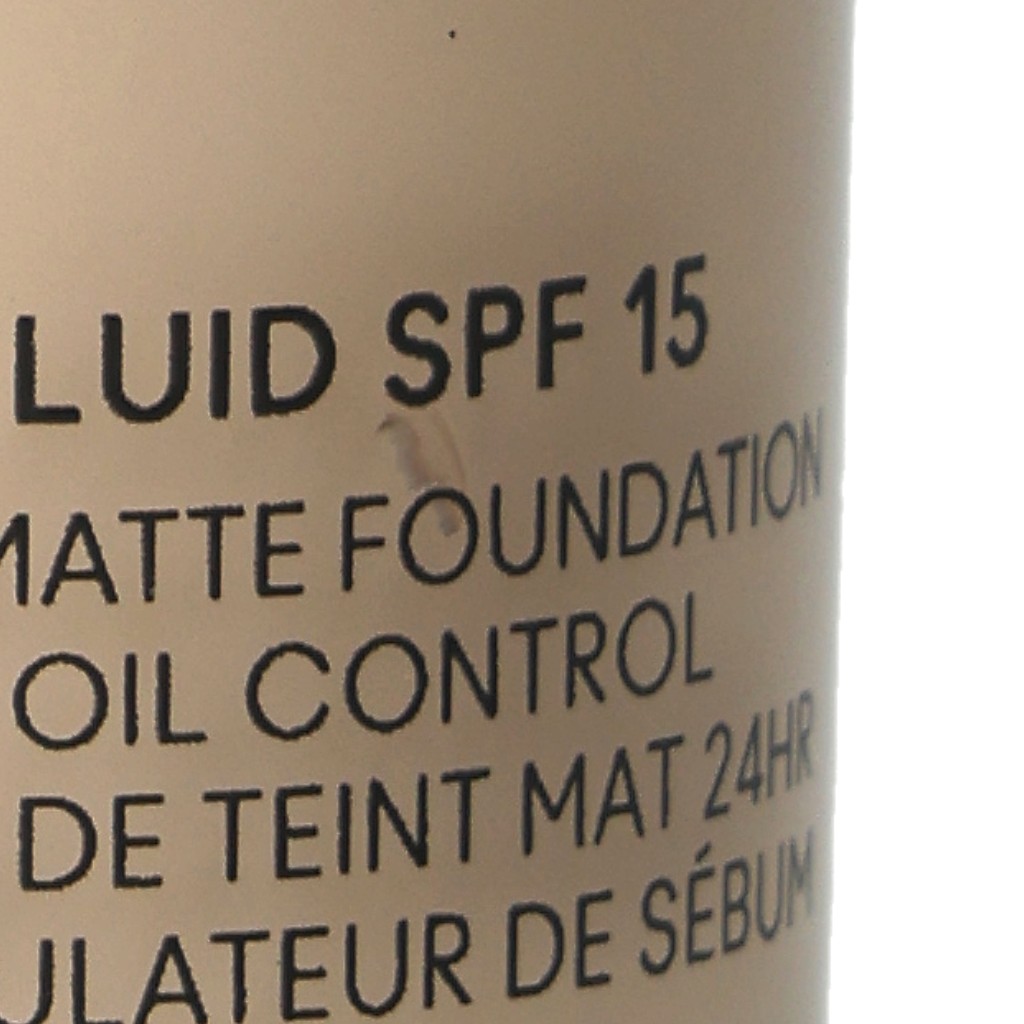 LUID SPF 15
MATTE FOUNDATION
OIL CONTROL
DE TEINT MAT 24HR
ULATEUR DE SÉBUM